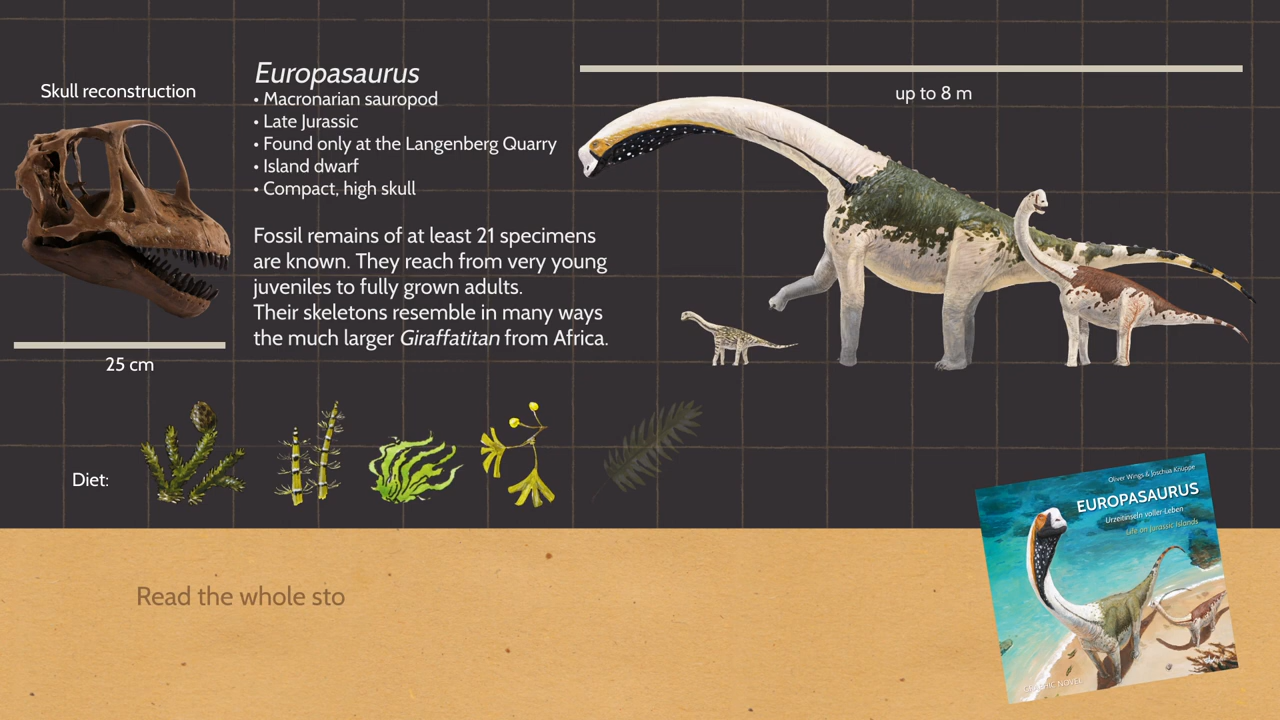 Skull reconstruction
25 cm
Europasaurus
• Macronarian sauropod
• Late Jurassic
• Found only at the Langenberg Quarry
• Island dwarf
• Compact, high skull
Fossil remains of at least 21 specimens
are known. They reach from very young
juveniles to fully grown adults.
Their skeletons resemble in many ways
the much larger Giraffatitan from Africa.
up to 8 m
Diet:
Read the whole sto
Oliver Wings & Joschua Knüppe
EUROPASAURUS
Urzeitinseln voller Leben
Life on Jurassic Islands
GRAPHIC NOVEL